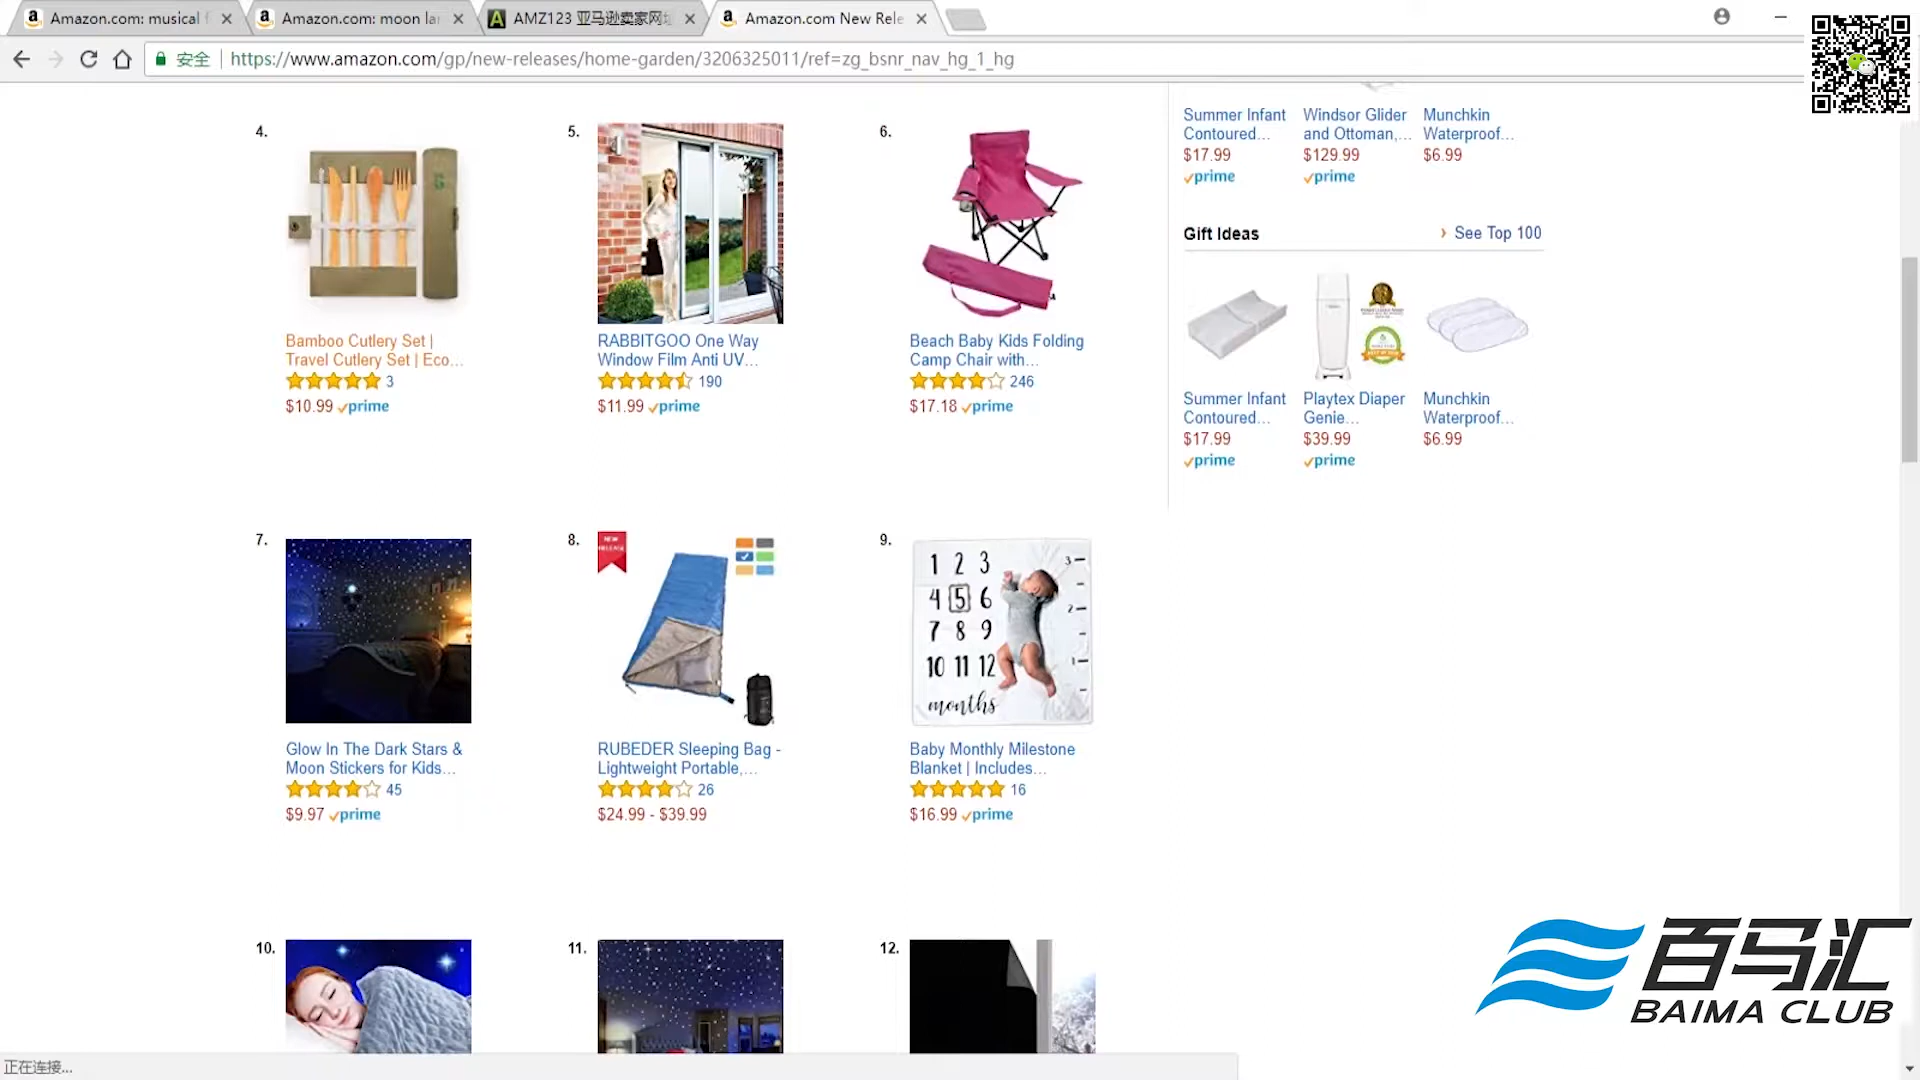 Amazon.com: musical f
Amazon.com: moon la
AMZ123 亚马逊卖家网
Amazon.com New Rele
安全
https://www.amazon.com/gp/new-releases/home-garden/3206325011/ref=zg_bsnr_nav_hg_1_hg
Summer Infant
Contoured...
$17.99
prime
Windsor Glider
and Ottoman,...
$129.99
prime
Munchkin
Waterproof...
$6.99
Gift Ideas
› See Top 100
Summer Infant
Contoured...
$17.99
prime
Playtex Diaper
Genie...
$39.99
prime
Munchkin
Waterproof...
$6.99
4.
Bamboo Cutlery Set |
Travel Cutlery Set | Eco...
3
$10.99 prime
5.
RABBITGOO One Way
Window Film Anti UV...
190
$11.99 prime
6.
Beach Baby Kids Folding
Camp Chair with...
246
$17.18 prime
7.
Glow In The Dark Stars &
Moon Stickers for Kids...
45
$9.97 prime
8.
NEW
RELEASE
RUBEDER Sleeping Bag -
Lightweight Portable,...
26
$24.99 - $39.99
9.
1 2 3
4 5 6
7 8 9
10 11 12
months
3
2
1
Baby Monthly Milestone
Blanket | Includes...
16
$16.99 prime
10.
11.
12.
百马汇
BAIMA CLUB
正在连接...